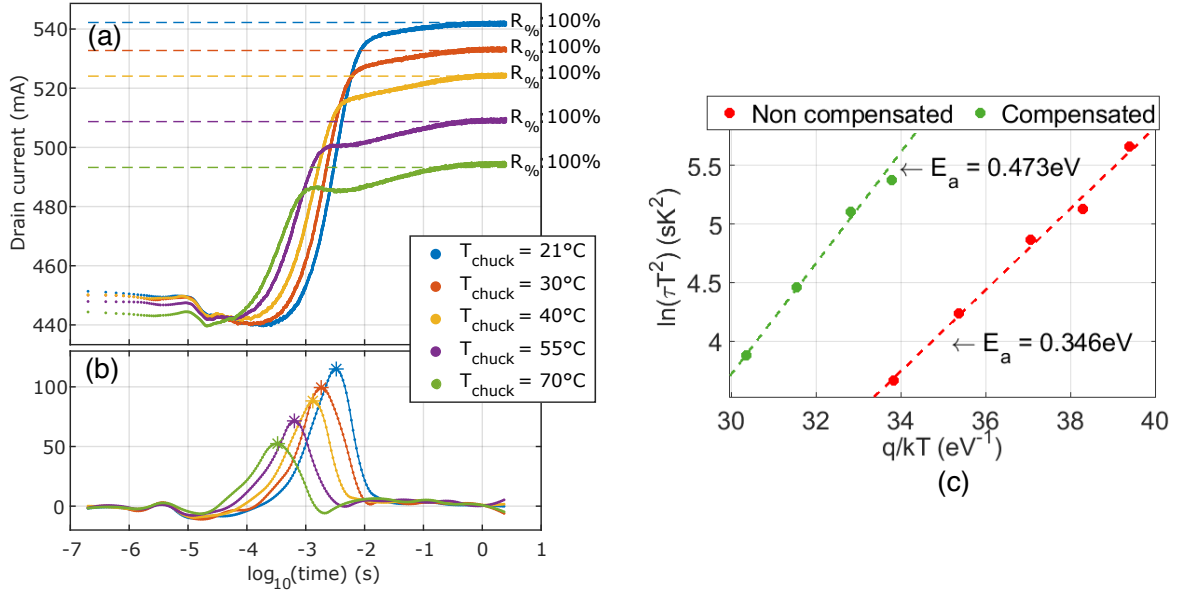 (a)
R%:100%
R%:100%
R%:100%
R%:100%
R%:100%
540
520
500
480
460
440
Drain current (mA)
Tchuck = 21°C
Tchuck = 30°C
Tchuck = 40°C
Tchuck = 55°C
Tchuck = 70°C
(b)
100
50
0
-7 -6 -5 -4 -3 -2 -1 0 1
log10(time) (s)
Non compensated Compensated
← Ea = 0.473eV
← Ea = 0.346eV
5.5
5
4.5
4
ln(τT²) (sK²)
30 32 34 36 38 40
q/kT (eV⁻¹)
(c)